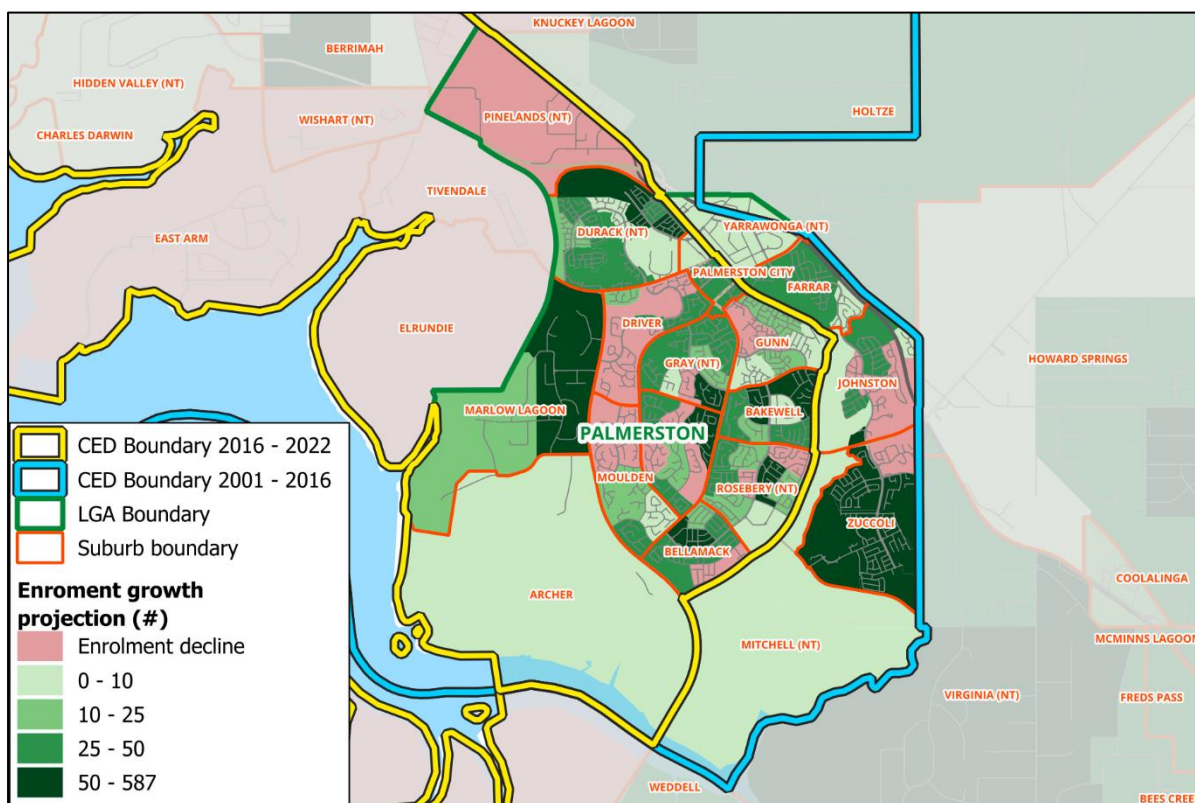 KNUCKEY LAGOON
BERRIMAH
HIDDEN VALLEY (NT)
HOLTZE
PINELANDS (NT)
WISHART (NT)
CHARLES DARWIN
TIVENDALE
YARRAWONGA (NT)
DURACK (NT)
EAST ARM
PALMERSTON CITY
FARRAR
DRIVER
ELRUNDIE
GUNN
HOWARD SPRINGS
GRAY (NT)
JOHNSTON
MARLOW LAGOON
BAKEWELL
PALMERSTON
MOULDEN
ROSEBERY (NT)
ZUCCOLI
BELLAMACK
COOLALINGA
ARCHER
MCMINNS LAGOON
MITCHELL (NT)
VIRGINIA (NT)
FREDS PASS
WEDDELL
BEES CREE
CED Boundary 2016 - 2022
CED Boundary 2001 - 2016
LGA Boundary
Suburb boundary
Enroment growth
projection (#)
Enrolment decline
0 - 10
10 - 25
25 - 50
50 - 587